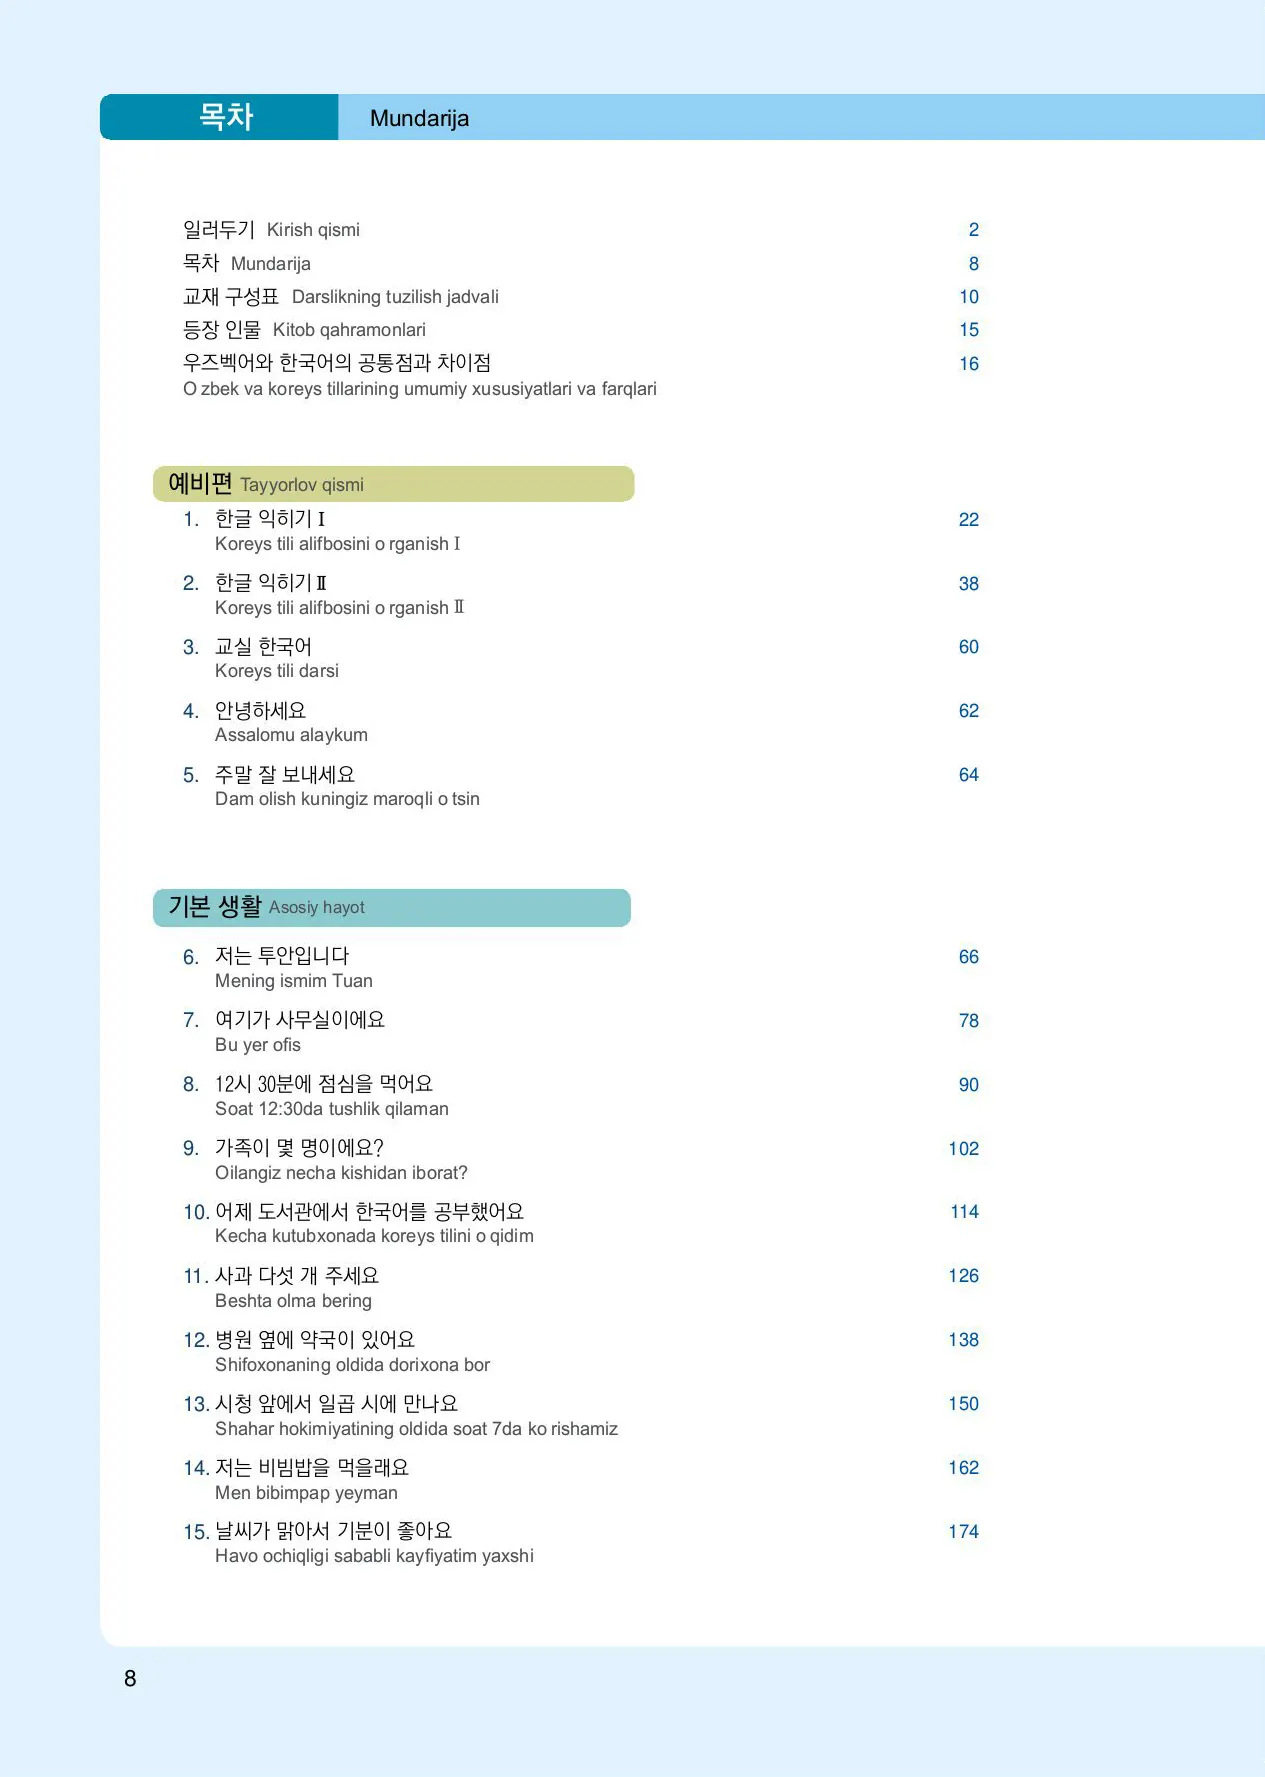 목차 Mundarija
일러두기 Kirish qismi 2
목차 Mundarija 8
교재 구성표 Darslikning tuzilish jadvali 10
등장 인물 Kitob qahramonlari 15
우즈벡어와 한국어의 공통점과 차이점 16
O zbek va koreys tillarining umumiy xususiyatlari va farqlari
예비편 Tayyorlov qismi
1. 한글 익히기 Ⅰ 22
Koreys tili alifbosini o rganish Ⅰ
2. 한글 익히기 Ⅱ 38
Koreys tili alifbosini o rganish Ⅱ
3. 교실 한국어 60
Koreys tili darsi
4. 안녕하세요 62
Assalomu alaykum
5. 주말 잘 보내세요 64
Dam olish kuningiz maroqli o tsin
기본 생활 Asosiy hayot
6. 저는 투안입니다 66
Mening ismim Tuan
7. 여기가 사무실이에요 78
Bu yer ofis
8. 12시 30분에 점심을 먹어요 90
Soat 12:30da tushlik qilaman
9. 가족이 몇 명이에요? 102
Oilangiz necha kishidan iborat?
10. 어제 도서관에서 한국어를 공부했어요 114
Kecha kutubxonada koreys tilini o qidim
11. 사과 다섯 개 주세요 126
Beshta olma bering
12. 병원 옆에 약국이 있어요 138
Shifoxonaning oldida dorixona bor
13. 시청 앞에서 일곱 시에 만나요 150
Shahar hokimiyatining oldida soat 7da ko rishamiz
14. 저는 비빔밥을 먹을래요 162
Men bibimpap yeyman
15. 날씨가 맑아서 기분이 좋아요 174
Havo ochiqligi sababli kayfiyatim yaxshi
8